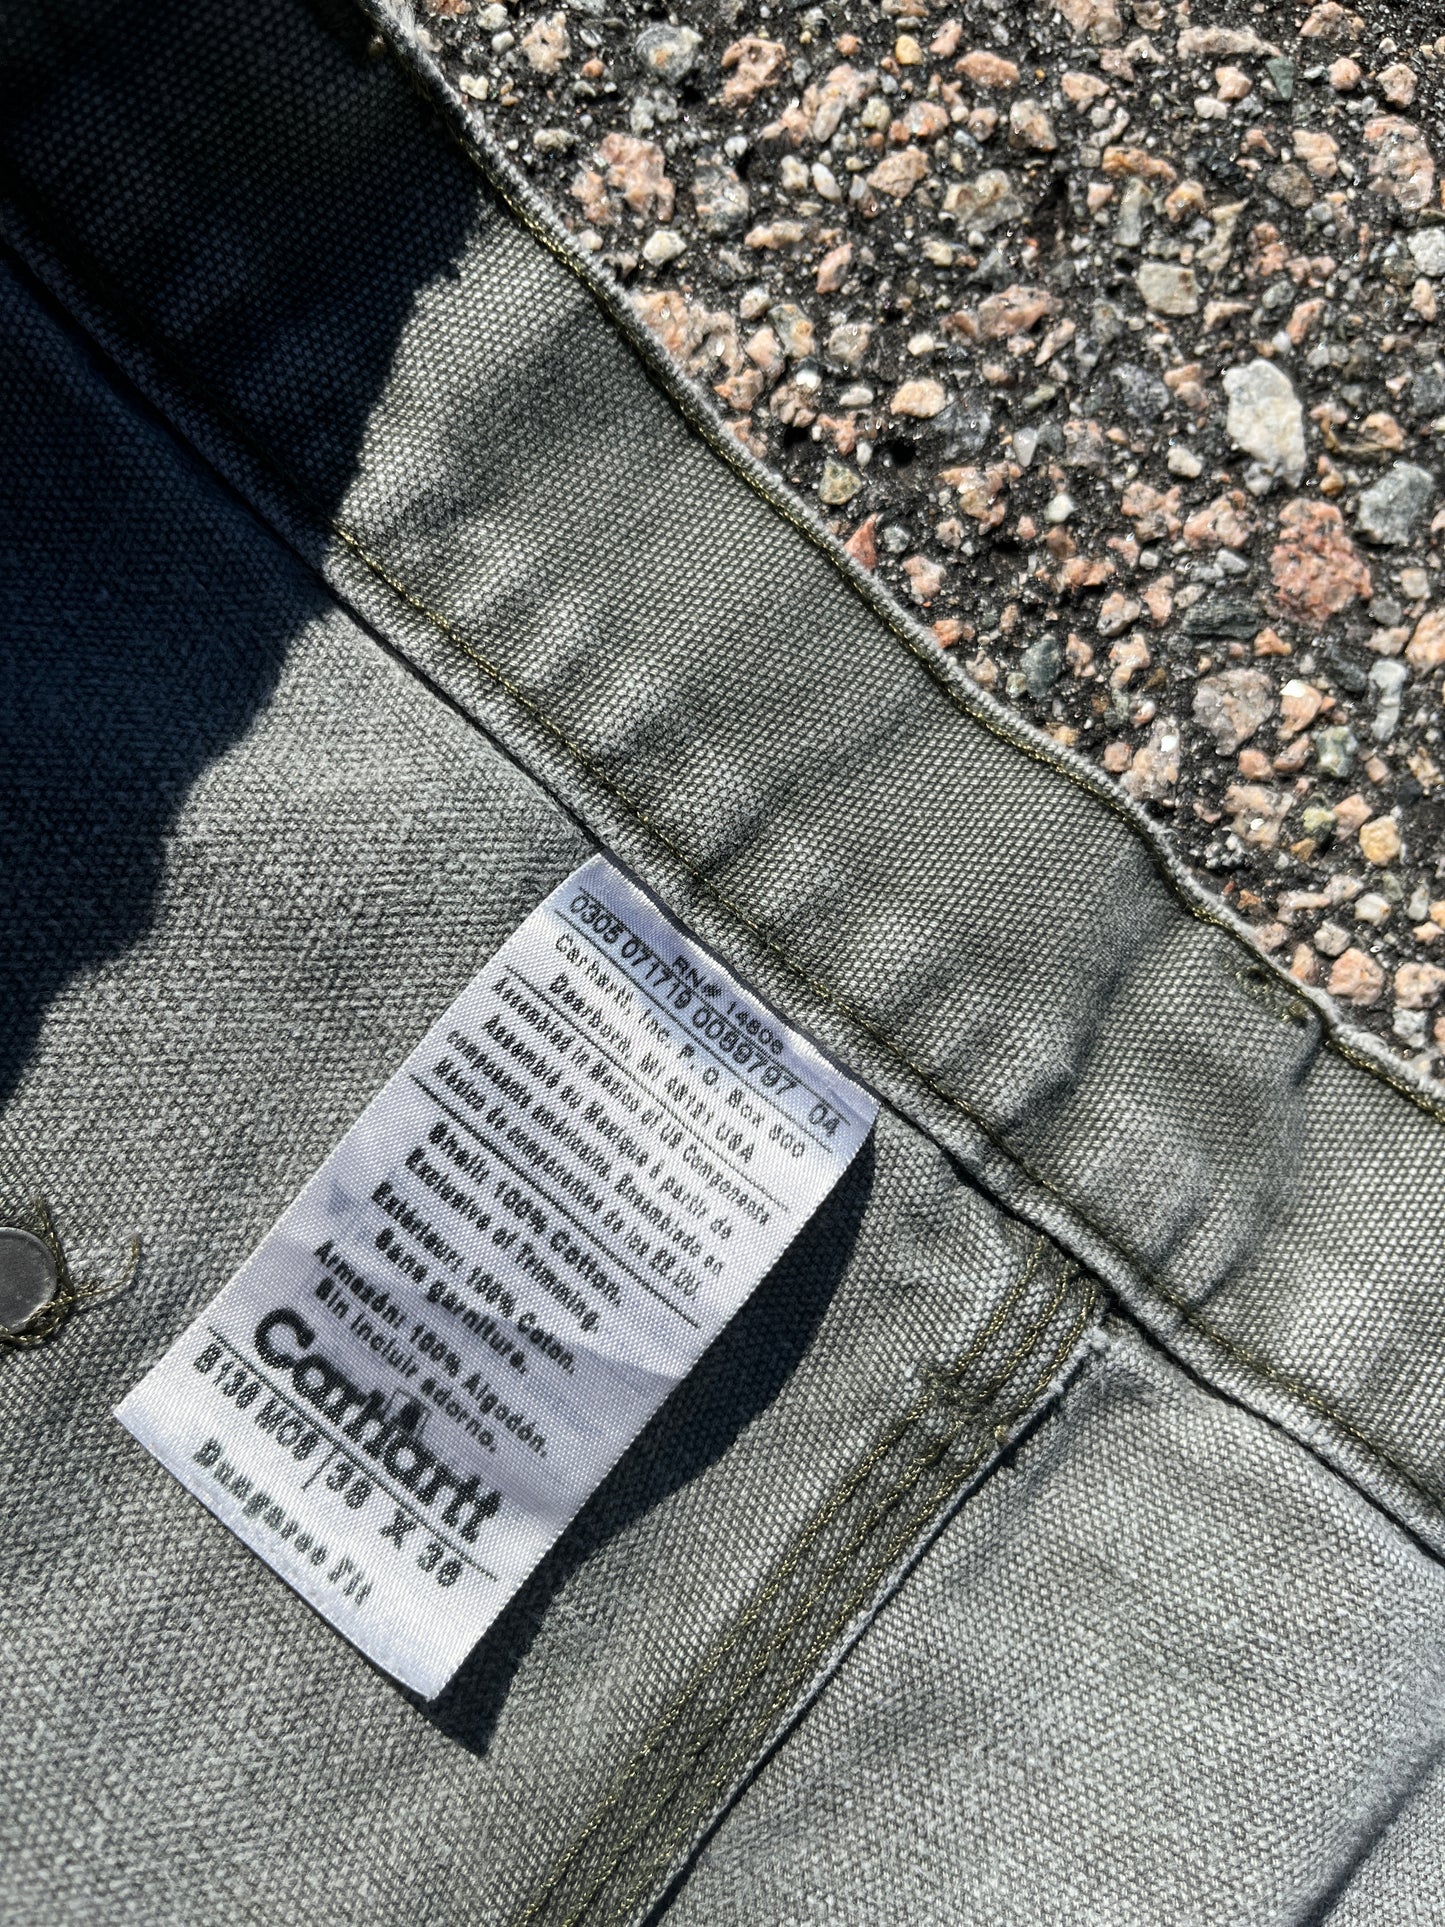 RN# 14806
0305 071719 0069797 04
Carhartt Inc. P.O Box 600
Dearborn, MI 48121 USA
Assembled in Mexico of US Components
Assemblé au Mexique à partir de
composants américains. Ensamblado en
México de componentes de los EE.UU.
Shell: 100% Cotton.
Exclusive of Trimming.
Extérieur: 100% Coton.
Sans garniture.
Armazón: 100% Algodón.
Sin incluir adorno.
carhartt
B136 MOS 36 X 36
Dungaree Fit